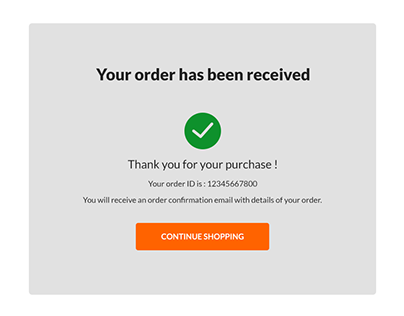 Your order has been received
Thank you for your purchase !
Your order ID is : 12345667800
You will receive an order confirmation email with details of your order.
CONTINUE SHOPPING